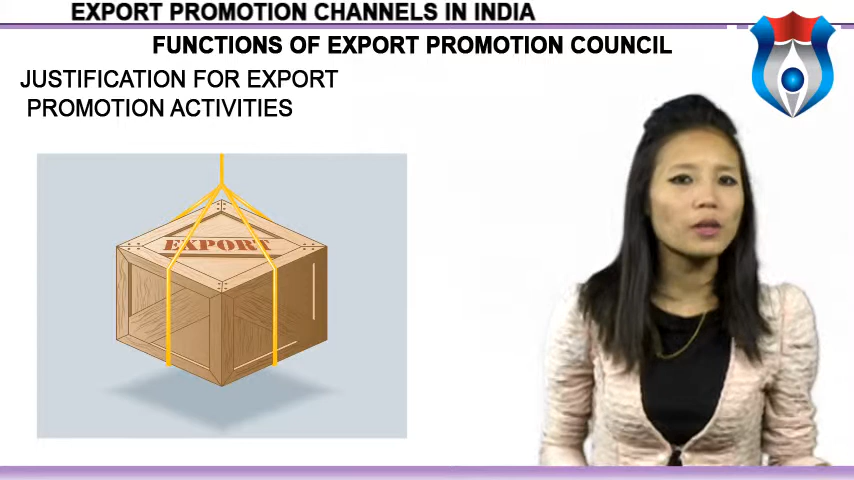 EXPORT PROMOTION CHANNELS IN INDIA
FUNCTIONS OF EXPORT PROMOTION COUNCIL
JUSTIFICATION FOR EXPORT
PROMOTION ACTIVITIES
EXPORT